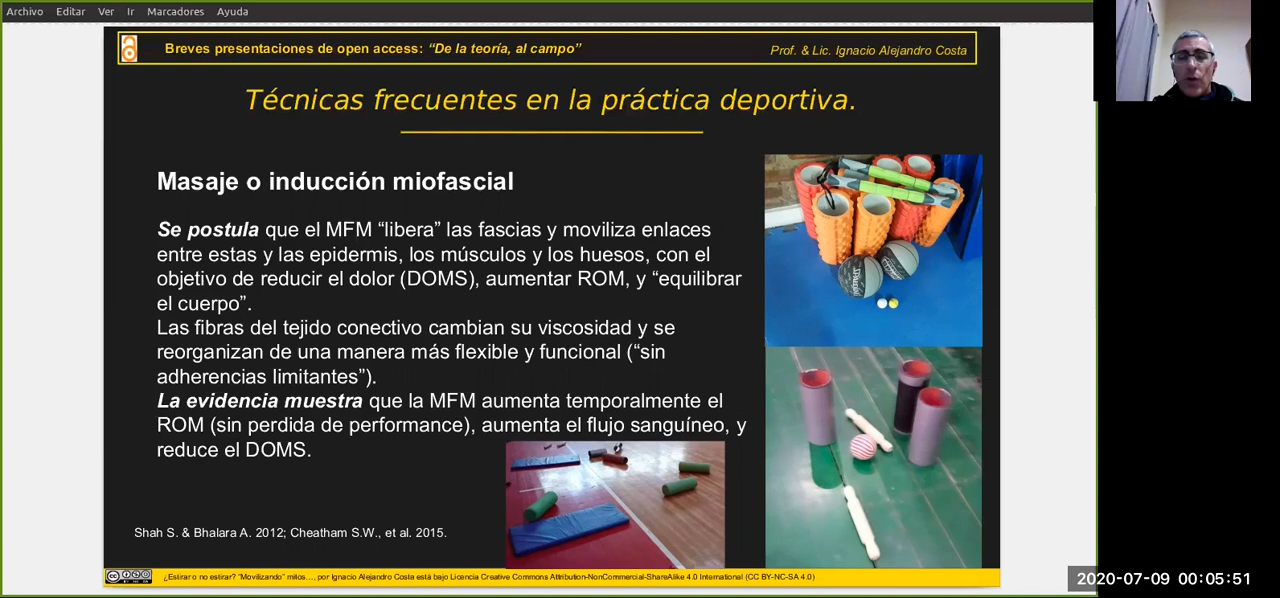 Archivo Editar Ver Ir Marcadores Ayuda
Breves presentaciones de open access: “De la teoría, al campo”
Prof. & Lic. Ignacio Alejandro Costa
Técnicas frecuentes en la práctica deportiva.
Masaje o inducción miofascial
Se postula que el MFM “libera” las fascias y moviliza enlaces
entre estas y las epidermis, los músculos y los huesos, con el
objetivo de reducir el dolor (DOMS), aumentar ROM, y “equilibrar
el cuerpo”.
Las fibras del tejido conectivo cambian su viscosidad y se
reorganizan de una manera más flexible y funcional (“sin
adherencias limitantes”).
La evidencia muestra que la MFM aumenta temporalmente el
ROM (sin perdida de performance), aumenta el flujo sanguíneo, y
reduce el DOMS.
Shah S. & Bhalara A. 2012; Cheatham S.W., et al. 2015.
¿Estirar o no estirar? “Movilizando” mitos..., por Ignacio Alejandro Costa está bajo Licencia Creative Commons Attribution-NonCommercial-ShareAlike 4.0 International (CC BY-NC-SA 4.0)
2020-07-09 00:05:51